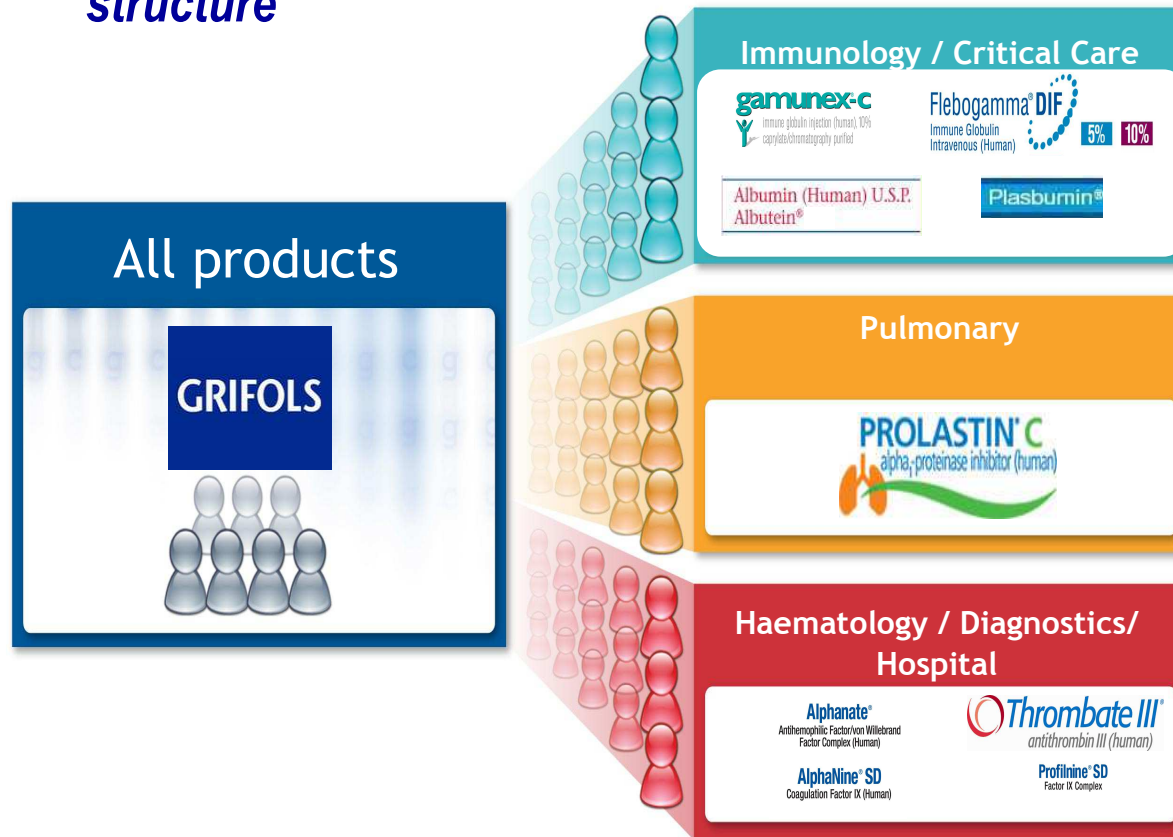 structure
All products
GRIFOLS
Immunology / Critical Care
gamunex®-c
immune globulin injection (human), 10%
caprylate/chromatography purified
Flebogamma® DIF
Immune Globulin
Intravenous (Human)
5% 10%
Albumin (Human) U.S.P.
Albutein®
Plasbumin®
Pulmonary
PROLASTIN® C
alpha₁-proteinase inhibitor (human)
Haematology / Diagnostics/
Hospital
Alphanate®
Antihemophilic Factor/von Willebrand
Factor Complex (Human)
Thrombate III®
antithrombin III (human)
AlphaNine® SD
Coagulation Factor IX (Human)
Profilnine® SD
Factor IX Complex